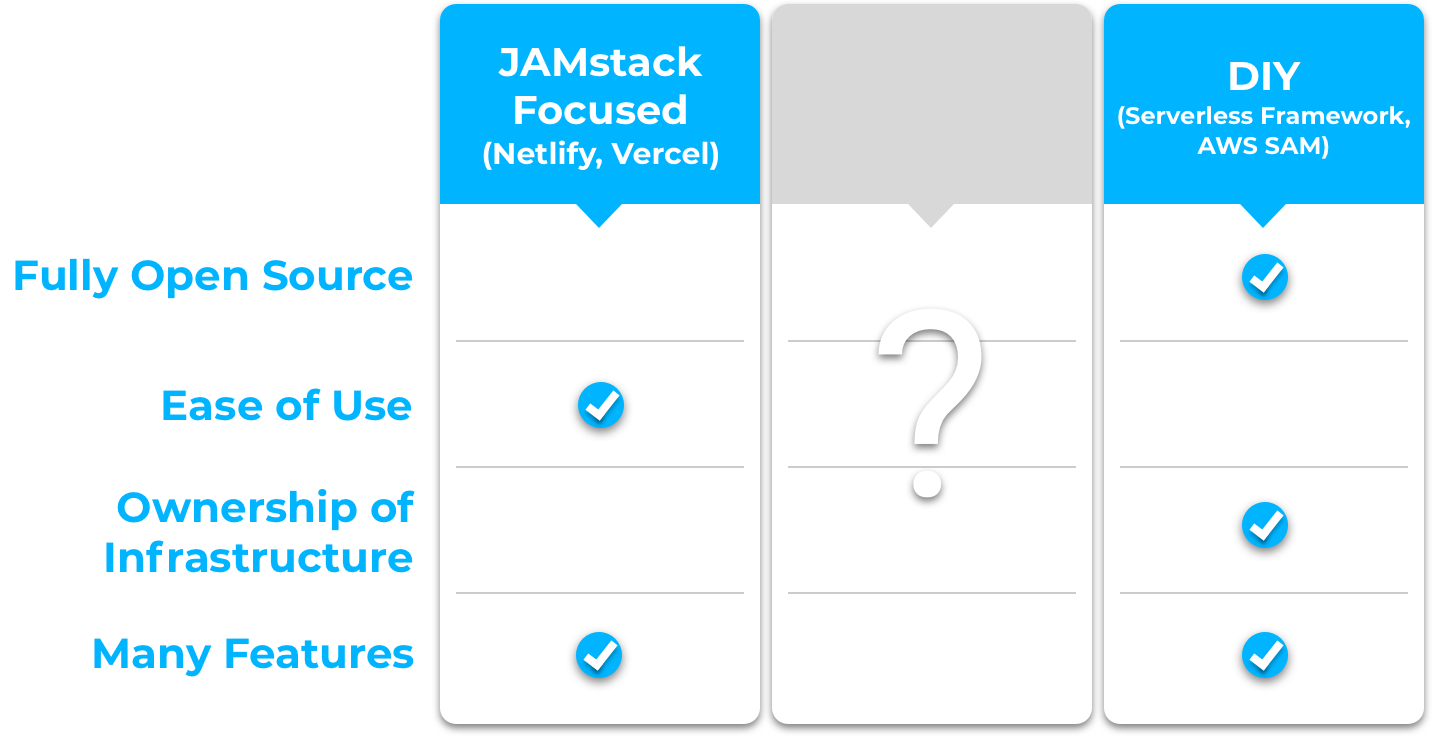 JAMstack
Focused
(Netlify, Vercel)
DIY
(Serverless Framework,
AWS SAM)
Fully Open Source
?
Ease of Use
Ownership of
Infrastructure
Many Features